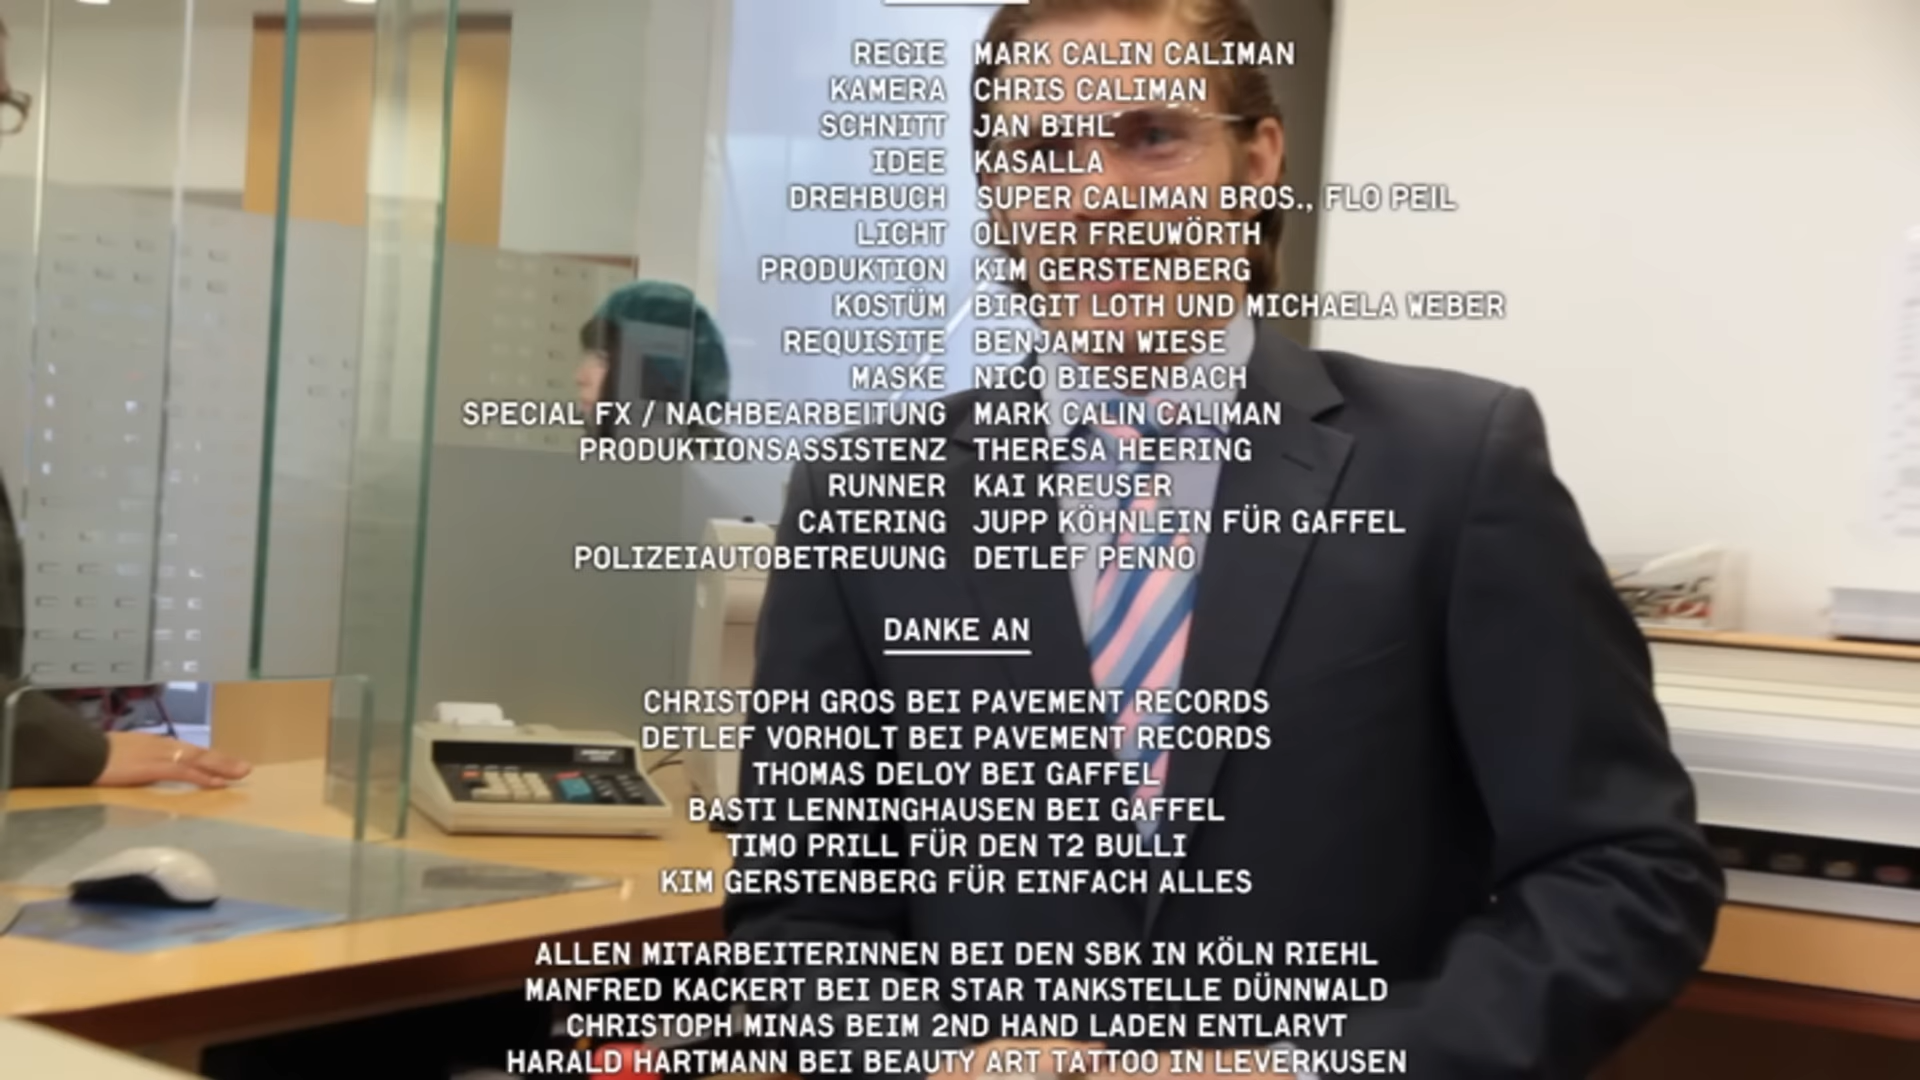 REGIE MARK CALIN CALIMAN
KAMERA CHRIS CALIMAN
SCHNITT JAN BIHL
IDEE KASALLA
DREHBUCH SUPER CALIMAN BROS., FLO PEIL
LICHT OLIVER FREUWÖRTH
PRODUKTION KIM GERSTENBERG
KOSTÜM BIRGIT LOTH UND MICHAELA WEBER
REQUISITE BENJAMIN WIESE
MASKE NICO BIESENBACH
SPECIAL FX / NACHBEARBEITUNG MARK CALIN CALIMAN
PRODUKTIONSASSISTENZ THERESA HEERING
RUNNER KAI KREUSER
CATERING JUPP KÖHNLEIN FÜR GAFFEL
POLIZEIAUTOBETREUUNG DETLEF PENNO
DANKE AN
CHRISTOPH GROS BEI PAVEMENT RECORDS
DETLEF VORHOLT BEI PAVEMENT RECORDS
THOMAS DELOY BEI GAFFEL
BASTI LENNINGHAUSEN BEI GAFFEL
TIMO PRILL FÜR DEN T2 BULLI
KIM GERSTENBERG FÜR EINFACH ALLES
ALLEN MITARBEITERINNEN BEI DEN SBK IN KÖLN RIEHL
MANFRED KACKERT BEI DER STAR TANKSTELLE DÜNNWALD
CHRISTOPH MINAS BEIM 2ND HAND LADEN ENTLARVT
HARALD HARTMANN BEI BEAUTY ART TATTOO IN LEVERKUSEN